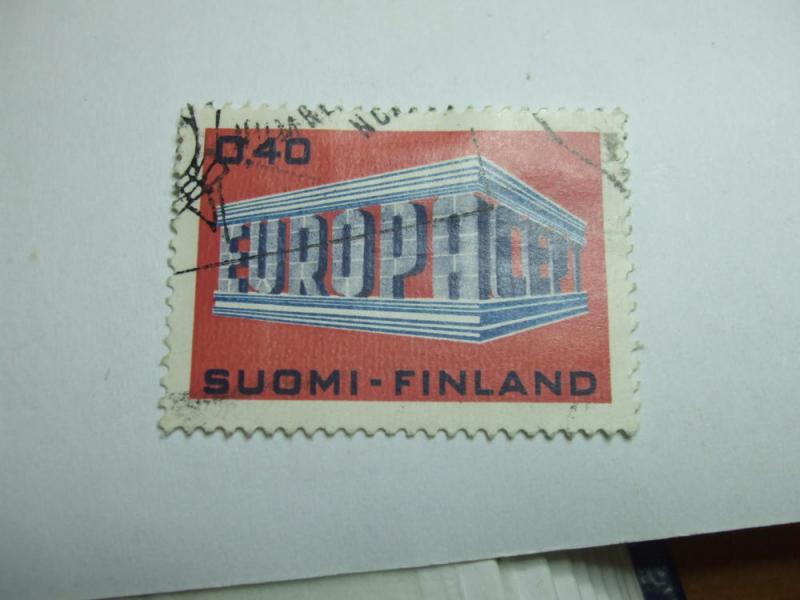 0,40
EUROPA CEPT
SUOMI-FINLAND